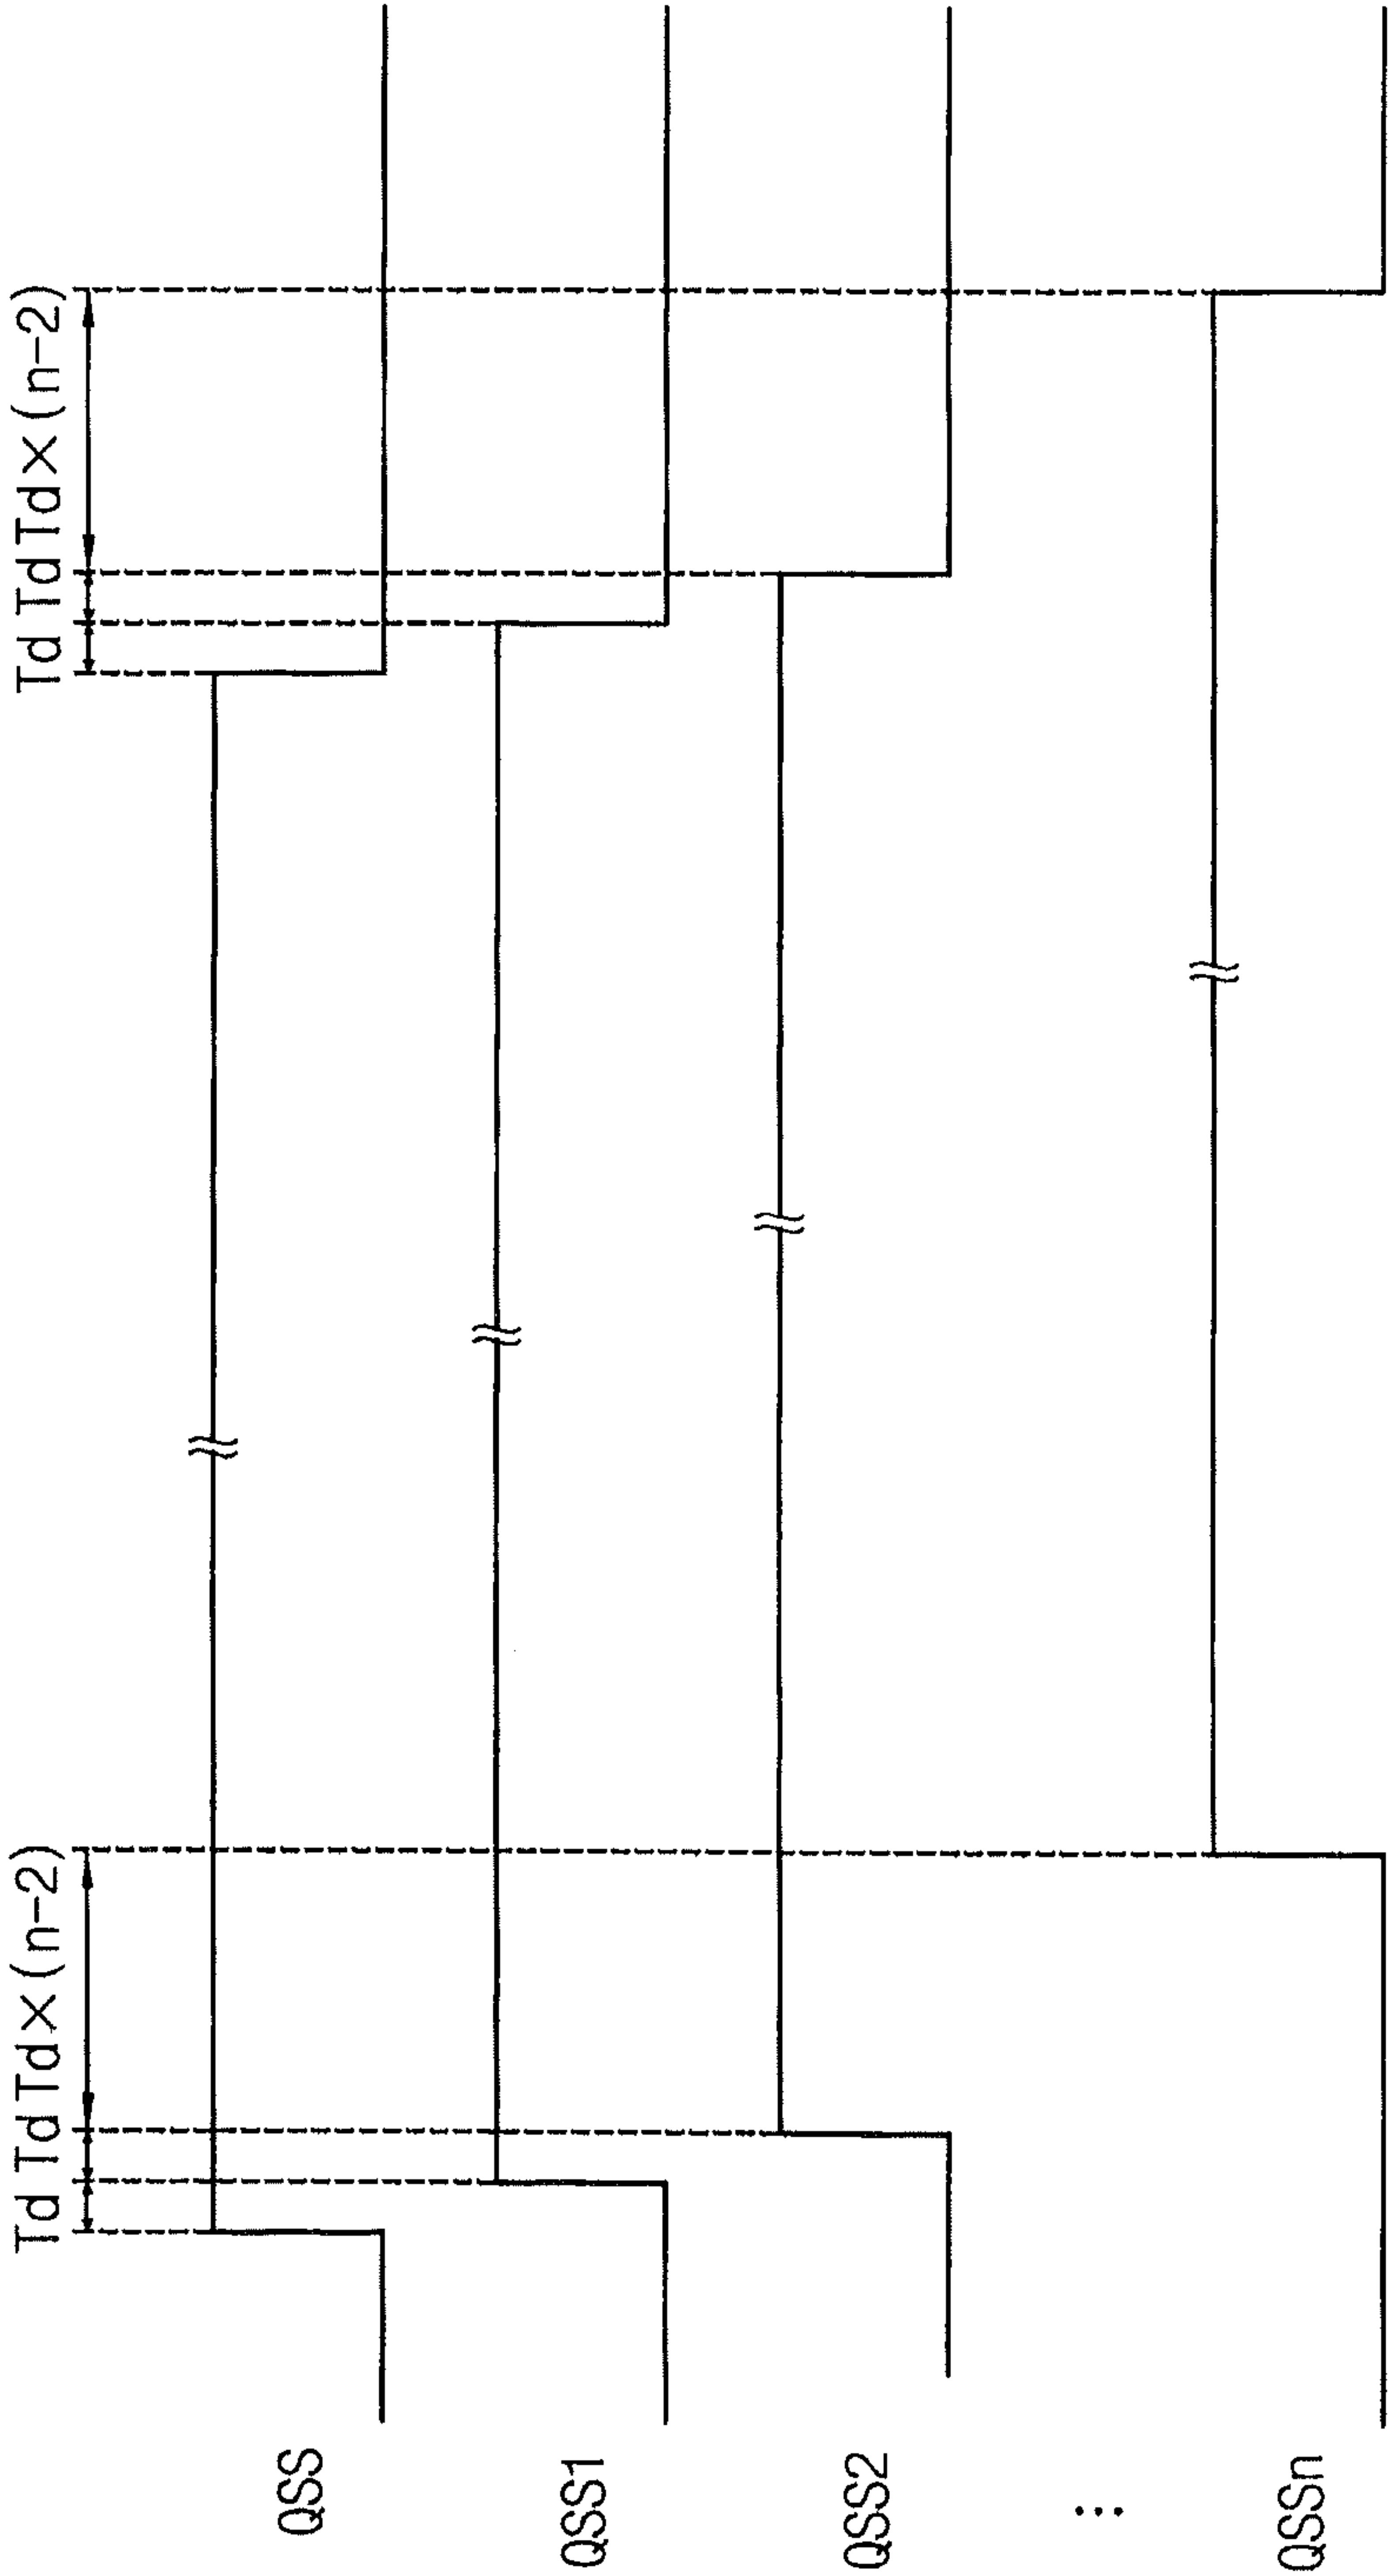 Td Td Td×(n-2) Td Td Td×(n-2)
QSS
QSS1
QSS2
⋮
QSSn